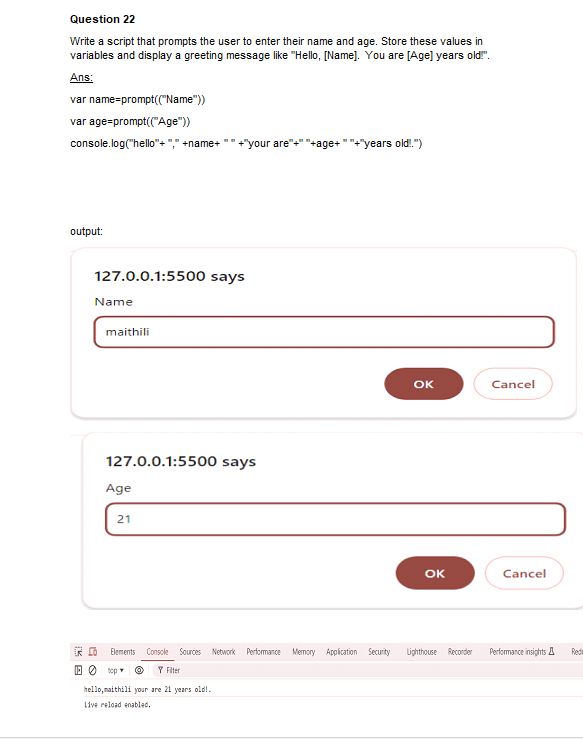 Question 22
Write a script that prompts the user to enter their name and age. Store these values in
variables and display a greeting message like "Hello, [Name].  You are [Age] years old!".
Ans:
var name=prompt(("Name"))
var age=prompt(("Age"))
console.log("hello"+ "," +name+ " " +"your are"+" "+age+ " "+"years old!.")
output:
127.0.0.1:5500 says
Name
maithili
OK Cancel
127.0.0.1:5500 says
Age
21
OK Cancel
Elements Console Sources Network Performance Memory Application Security Lighthouse Recorder Performance insights Redu
top ▾ Filter
hello,maithili your are 21 years old!.
Live reload enabled.